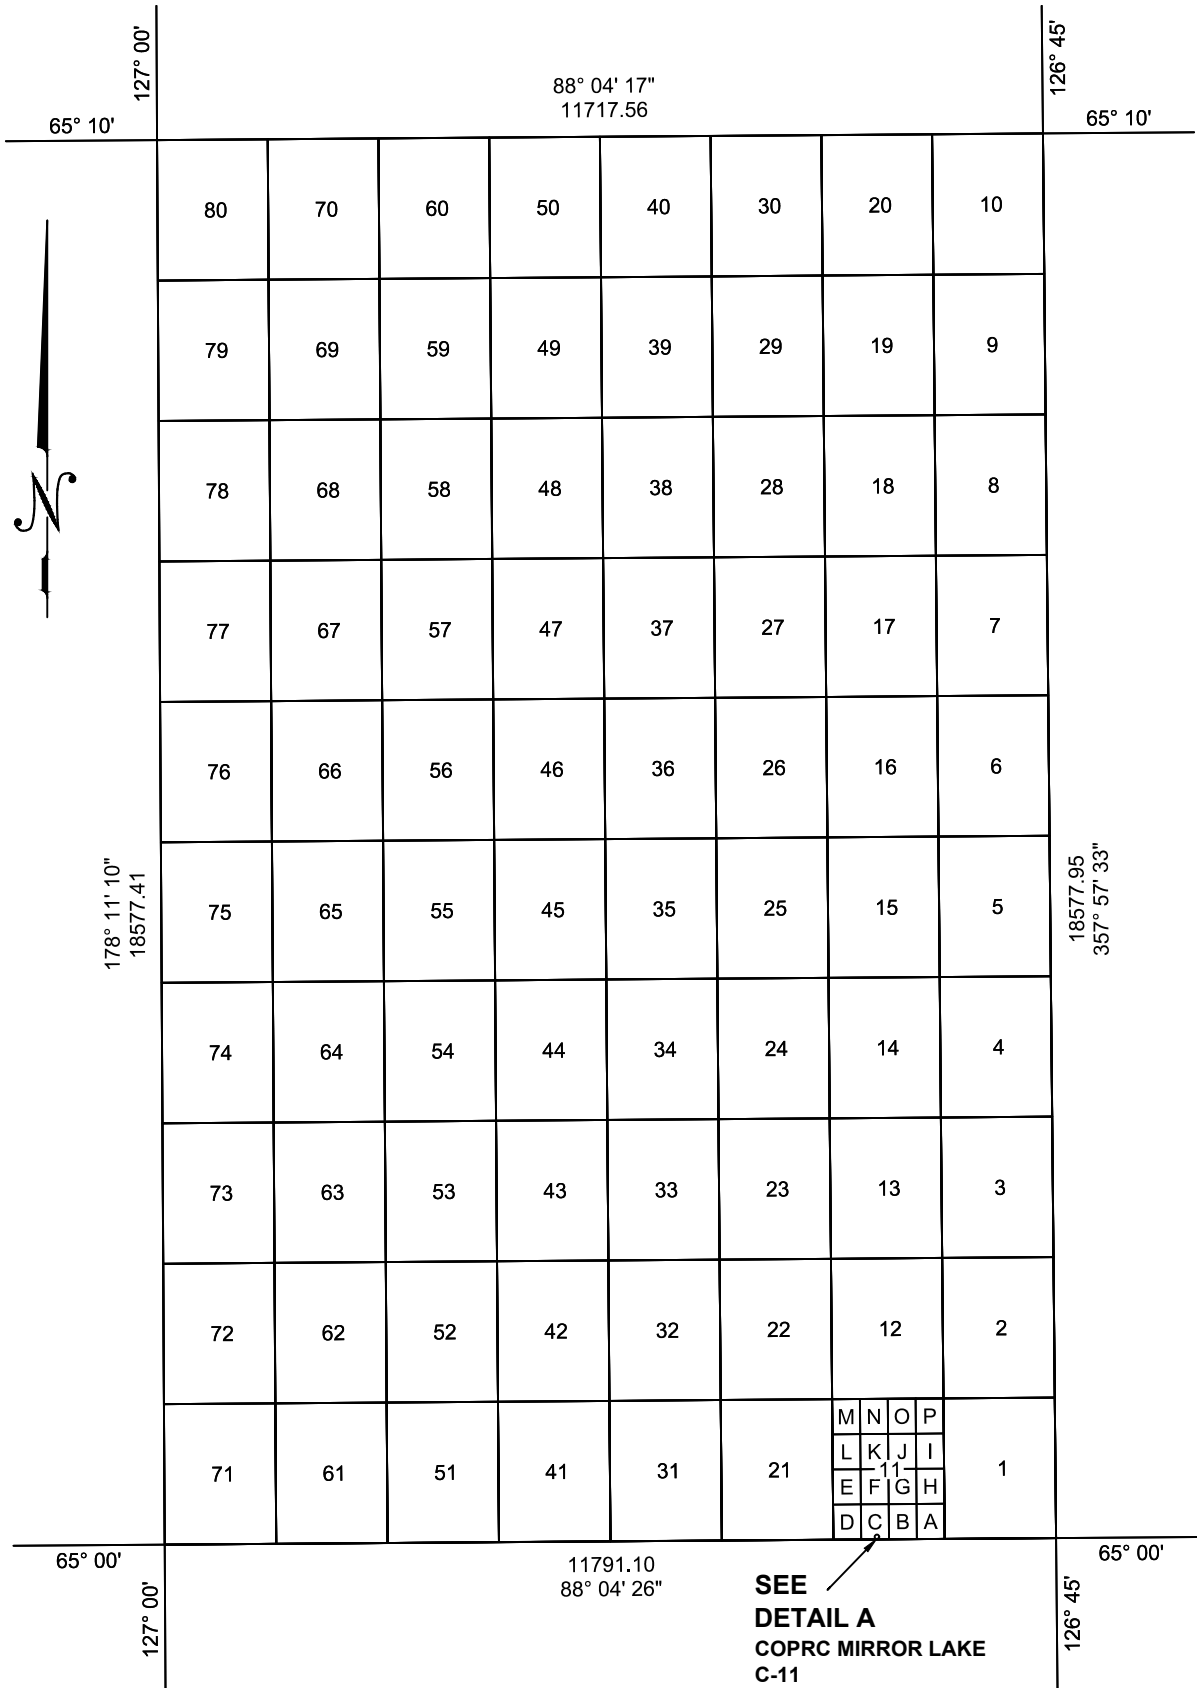 127° 00'
126° 45'
88° 04' 17"
11717.56
65° 10'
65° 10'
80 70 60 50 40 30 20 10
79 69 59 49 39 29 19 9
N
78 68 58 48 38 28 18 8
77 67 57 47 37 27 17 7
76 66 56 46 36 26 16 6
178° 11' 10"
18577.41
75 65 55 45 35 25 15 5
18577.95
357° 57' 33"
74 64 54 44 34 24 14 4
73 63 53 43 33 23 13 3
72 62 52 42 32 22 12 2
71 61 51 41 31 21 11 1
M N O P
L K J I
E F G H
D C B A
65° 00'
65° 00'
11791.10
88° 04' 26"
127° 00'
126° 45'
SEE
DETAIL A
COPRC MIRROR LAKE
C-11